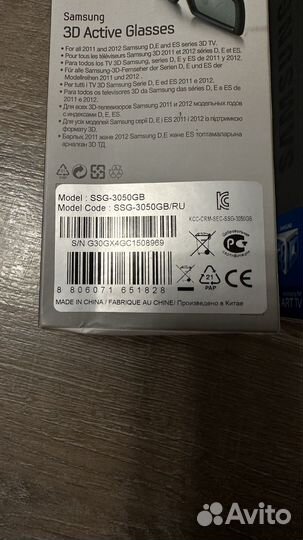 Samsung
3D Active Glasses
• For all 2011 and 2012 Samsung D,E and ES series 3D TV.
• Pour tous les téléviseurs Samsung 3D 2011 et 2012 séries D, E et ES.
• Para todos los TV 3D Samsung, series D, E y ES de 2011 y 2012.
• Für alle Samsung-3D-Fernseher der Serien D, E und ES der
Modellreihen 2011 und 2012.
• Per tutti i TV 3D Samsung Serie D, E ed ES del 2011 e 2012.
• Para todos os televisores 3D da Samsung das séries D, E e ES de
2011 e 2012.
• Для всех 3D-телевизоров Samsung 2011 и 2012 модельных годов
с индексами D, E, ES.
• Для усіх моделей Samsung серії D, E і ES 2011 і 2012 із підтримкою
формату 3D.
• Барлық 2011 және 2012 Samsung D,E және ES топтамаларына
арналған 3D ТД
Model : SSG-3050GB
Model Code : SSG-3050GB/RU
KCC-CRM-SEC-SSG-3050GB
S/N G30GX4GC1508969
21
PAP
8 806071 651828
MADE IN CHINA / FABRIQUÉ AU CHINE / Произведено в Китае
ART TV
Avito